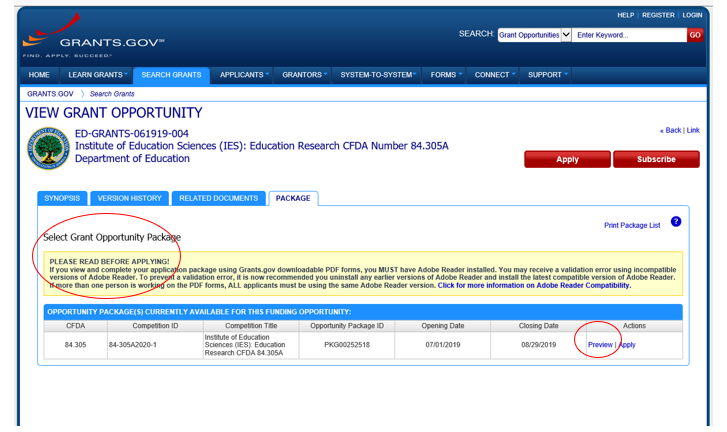 HELP | REGISTER | LOGIN
SEARCH: Grant Opportunities Enter Keyword... GO
GRANTS.GOV℠
FIND. APPLY. SUCCEED.℠
HOME LEARN GRANTS SEARCH GRANTS APPLICANTS GRANTORS SYSTEM-TO-SYSTEM FORMS CONNECT SUPPORT
GRANTS.GOV 〉 Search Grants
VIEW GRANT OPPORTUNITY
ED-GRANTS-061919-004
Institute of Education Sciences (IES): Education Research CFDA Number 84.305A
Department of Education
« Back | Link
Apply Subscribe
SYNOPSIS VERSION HISTORY RELATED DOCUMENTS PACKAGE
Print Package List ?
Select Grant Opportunity Package
PLEASE READ BEFORE APPLYING!
If you view and complete your application package using Grants.gov downloadable PDF forms, you MUST have Adobe Reader installed. You may receive a validation error using incompatible
versions of Adobe Reader. To prevent a validation error, it is now recommended you uninstall any earlier versions of Adobe Reader and install the latest compatible version of Adobe Reader.
If more than one person is working on the PDF forms, ALL applicants must be using the same Adobe Reader version. Click for more information on Adobe Reader Compatibility.
OPPORTUNITY PACKAGE(S) CURRENTLY AVAILABLE FOR THIS FUNDING OPPORTUNITY:
CFDA Competition ID Competition Title Opportunity Package ID Opening Date Closing Date Actions
84.305 84-305A2020-1 Institute of Education Sciences (IES): Education Research CFDA 84.305A PKG00252518 07/01/2019 08/29/2019 Preview | Apply